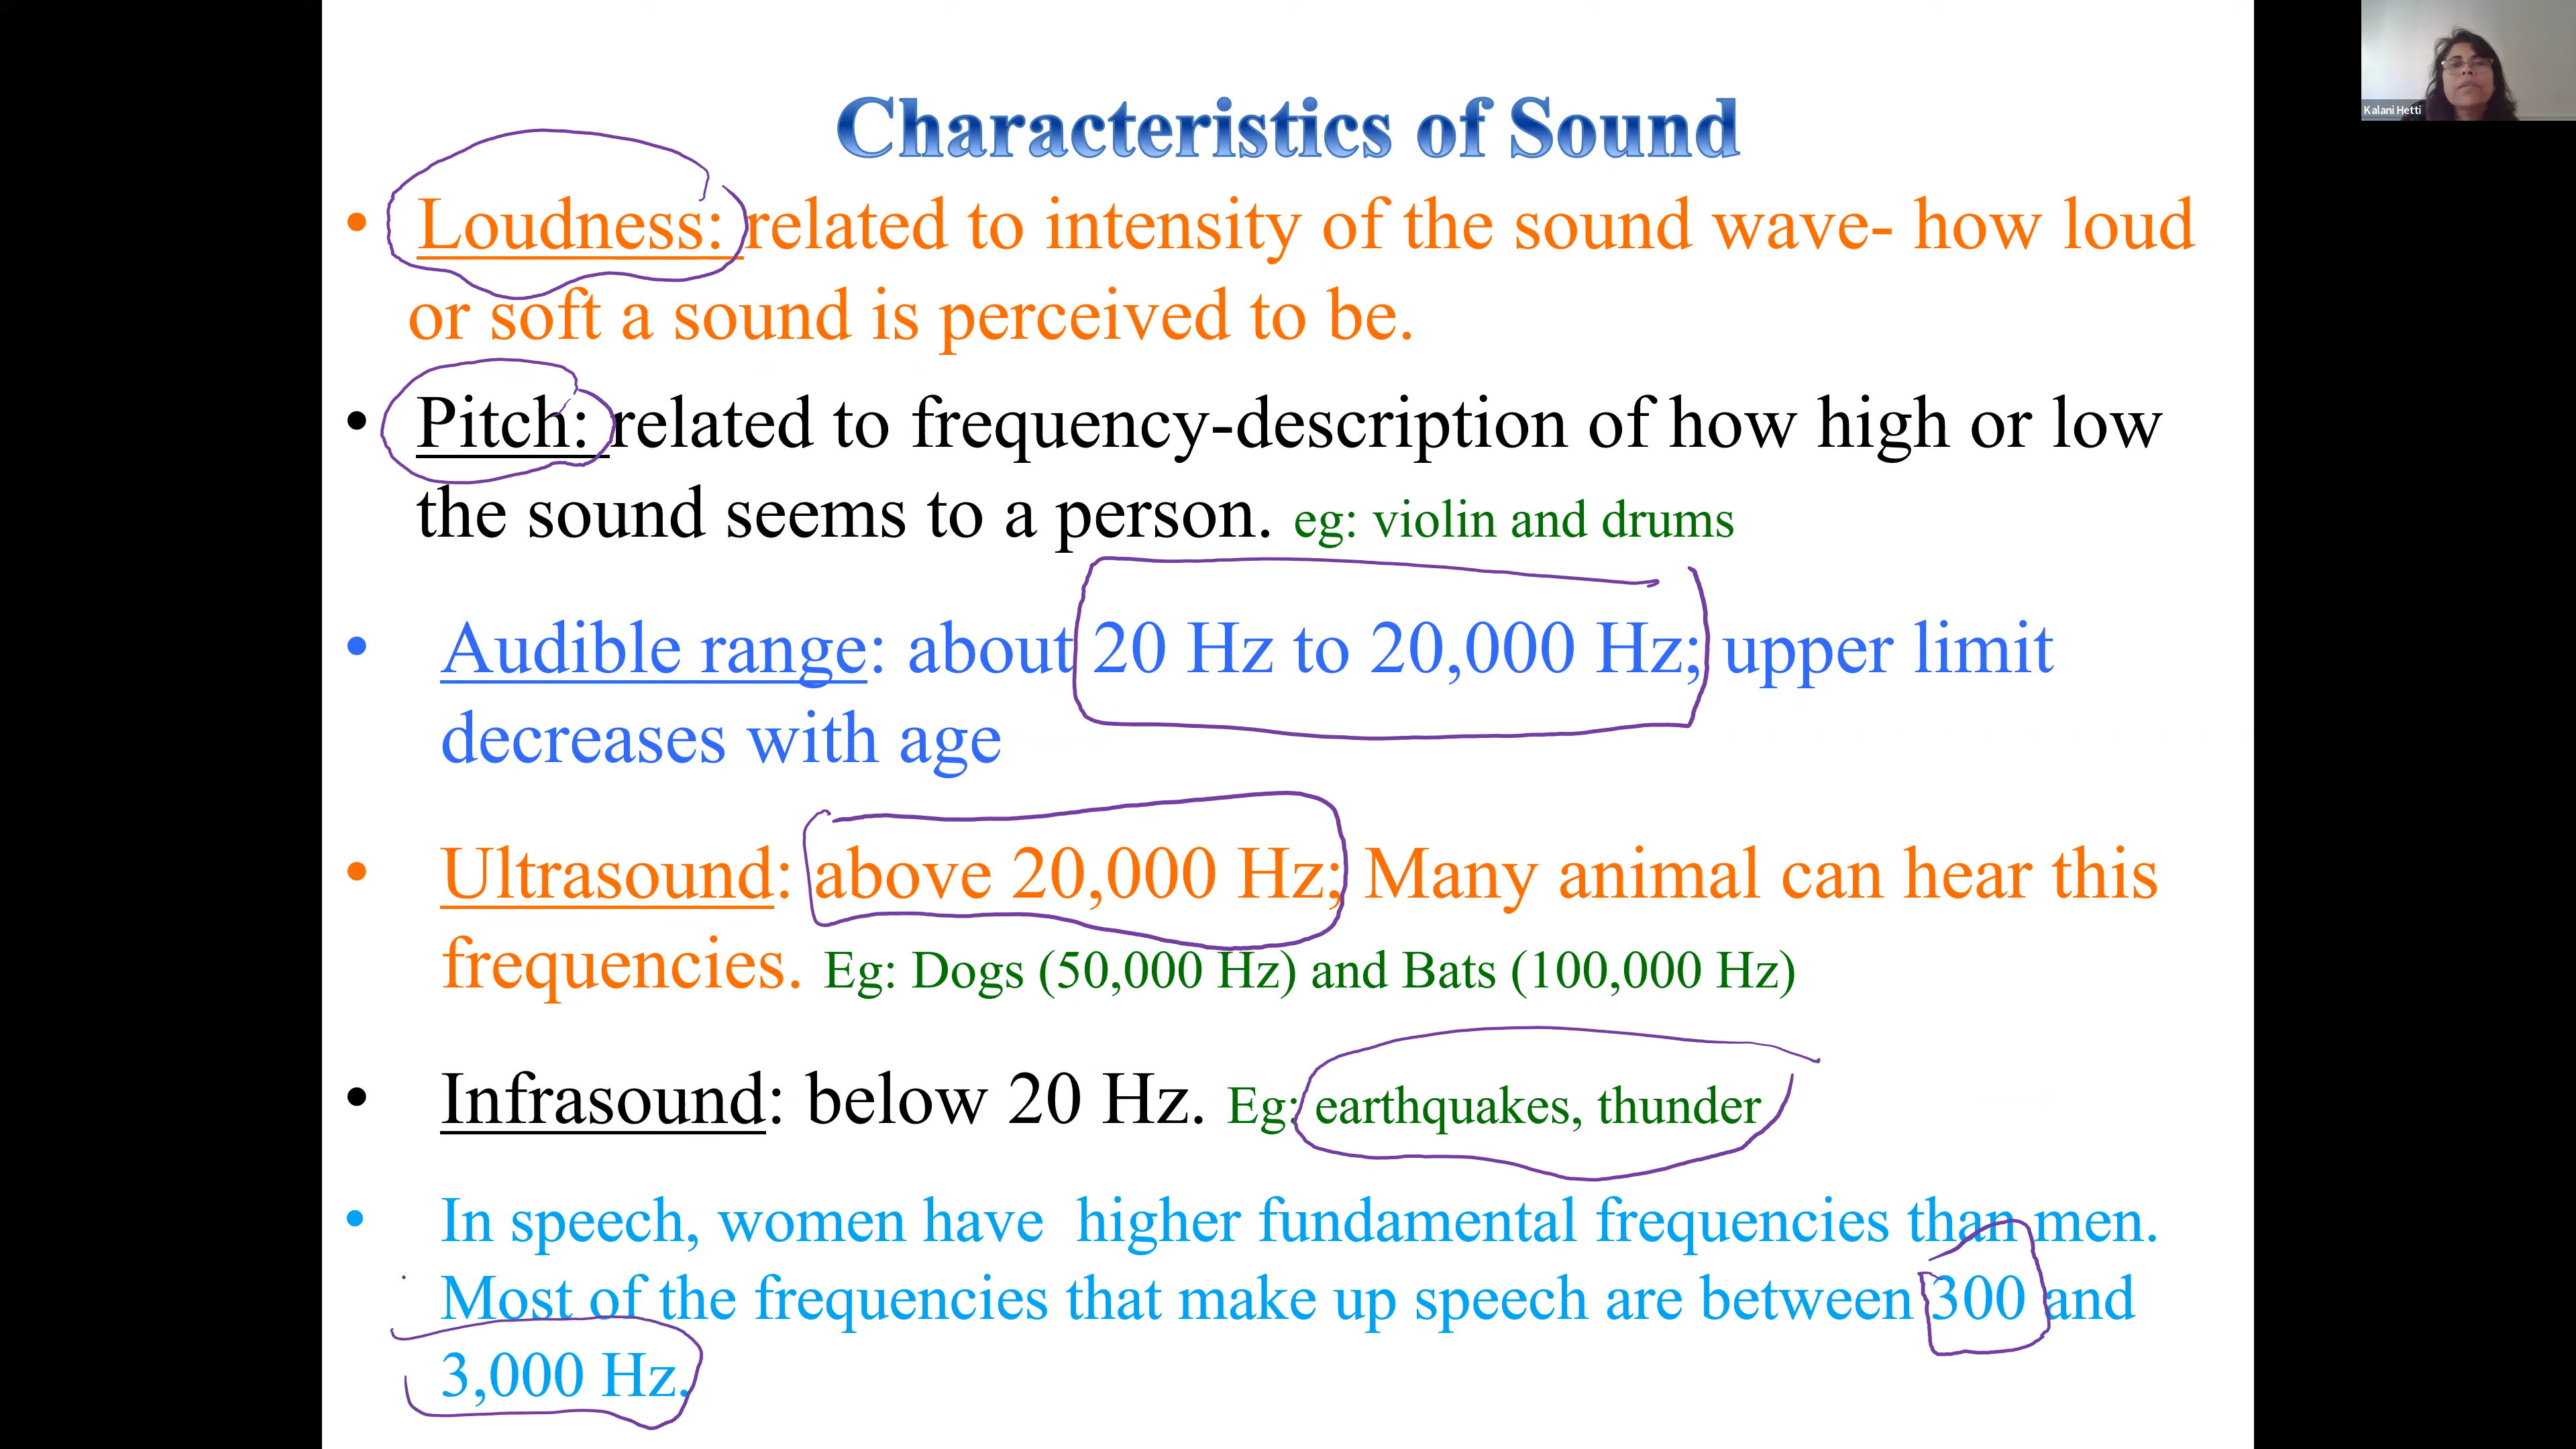 Characteristics of Sound
Kalani Hetti
• Loudness: related to intensity of the sound wave- how loud
or soft a sound is perceived to be.
• Pitch: related to frequency-description of how high or low
the sound seems to a person. eg: violin and drums
• Audible range: about 20 Hz to 20,000 Hz; upper limit
decreases with age
• Ultrasound: above 20,000 Hz; Many animal can hear this
frequencies. Eg: Dogs (50,000 Hz) and Bats (100,000 Hz)
• Infrasound: below 20 Hz. Eg: earthquakes, thunder
• In speech, women have higher fundamental frequencies than men.
Most of the frequencies that make up speech are between 300 and
3,000 Hz.